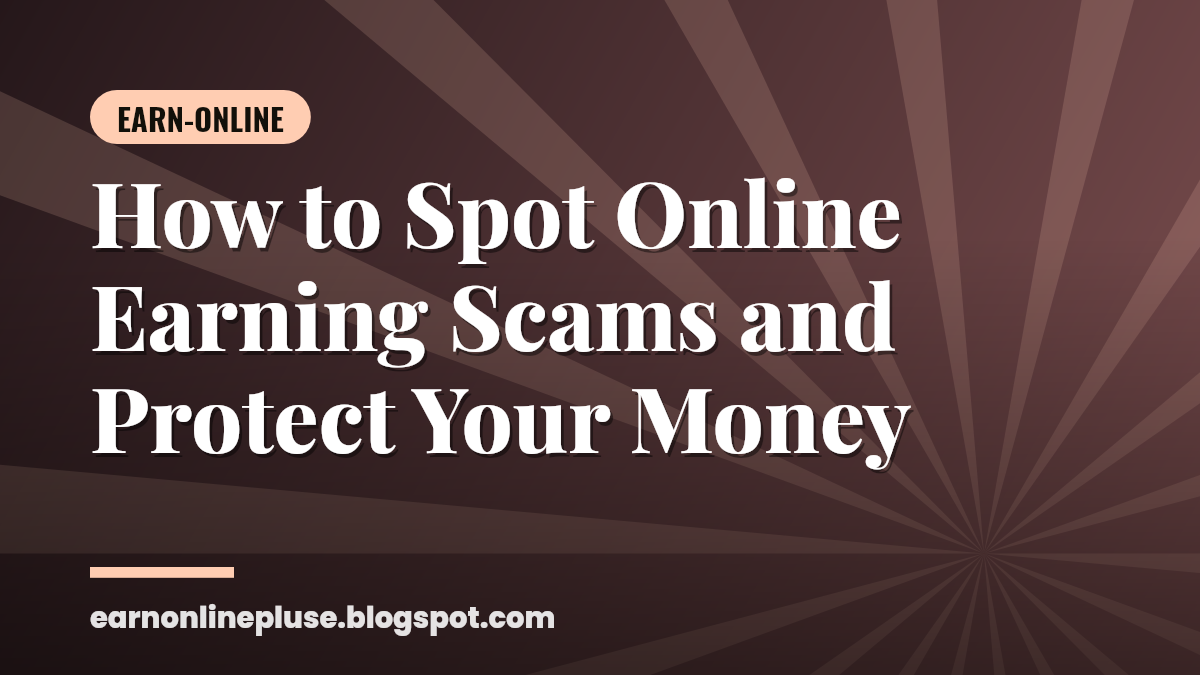 EARN-ONLINE
How to Spot Online
Earning Scams and
Protect Your Money
earnonlinepluse.blogspot.com